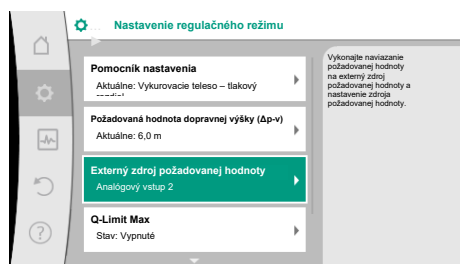 Nastavenie regulačného režimu
Pomocník nastavenia
Aktuálne: Vykurovacie teleso – tlakový
Požadovaná hodnota dopravnej výšky (Δp-v)
Aktuálne: 6,0 m
Externý zdroj požadovanej hodnoty
Analógový vstup 2
Q-Limit Max
Stav: Vypnuté
Vykonajte naviazanie
požadovanej hodnoty
na externý zdroj
požadovanej hodnoty a
nastavenie zdroja
požadovanej hodnoty.